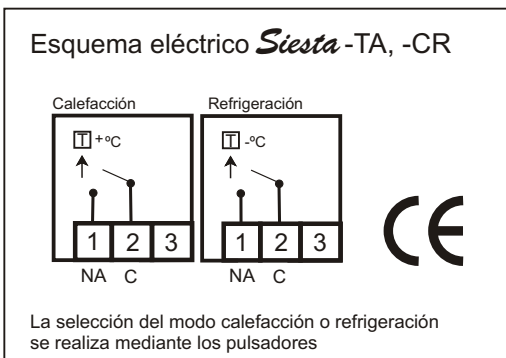 Esquema eléctrico Siesta -TA, -CR
Calefacción Refrigeración
T +ºC T -ºC
1 2 3 1 2 3
NA C NA C
CE
La selección del modo calefacción o refrigeración
se realiza mediante los pulsadores